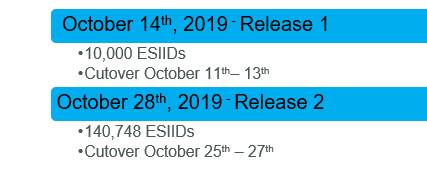 October 14th, 2019 - Release 1
•10,000 ESIIDs
•Cutover October 11th– 13th
October 28th, 2019 - Release 2
•140,748 ESIIDs
•Cutover October 25th – 27th